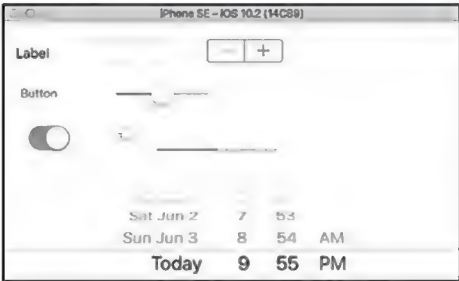 iPhone SE – iOS 10.2 (14C89)
Label
− +
Button
Sat Jun 2 7 53
Sun Jun 3 8 54 AM
Today 9 55 PM